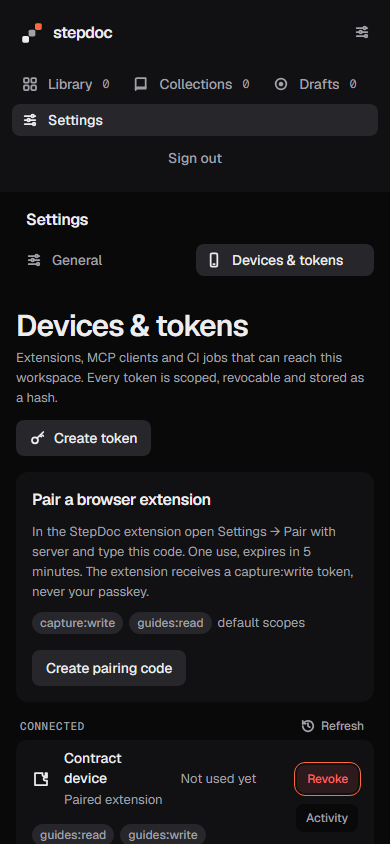 stepdoc
Library 0 Collections 0 Drafts 0
Settings
Sign out
Settings
General Devices & tokens
Devices & tokens
Extensions, MCP clients and CI jobs that can reach this
workspace. Every token is scoped, revocable and stored as
a hash.
Create token
Pair a browser extension
In the StepDoc extension open Settings → Pair with
server and type this code. One use, expires in 5
minutes. The extension receives a capture:write token,
never your passkey.
capture:write guides:read default scopes
Create pairing code
CONNECTED Refresh
Contract
device
Not used yet
Revoke
Paired extension
Activity
guides:read guides:write